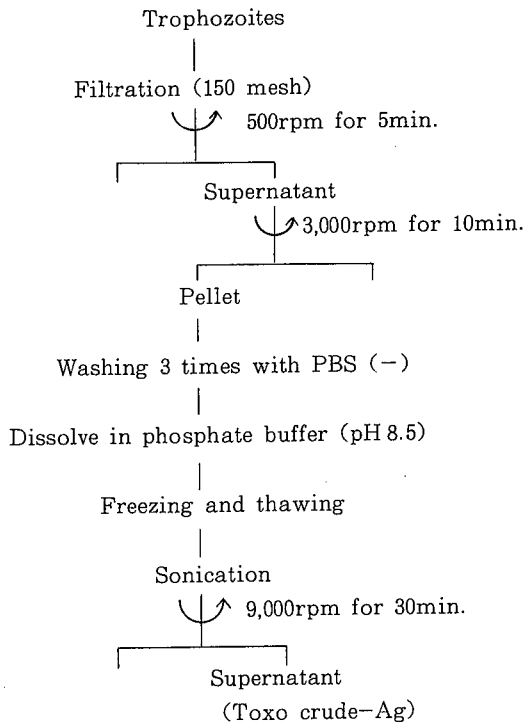 Trophozoites
Filtration (150 mesh)
500rpm for 5min.
Supernatant
3,000rpm for 10min.
Pellet
Washing 3 times with PBS (−)
Dissolve in phosphate buffer (pH 8.5)
Freezing and thawing
Sonication
9,000rpm for 30min.
Supernatant
(Toxo crude-Ag)